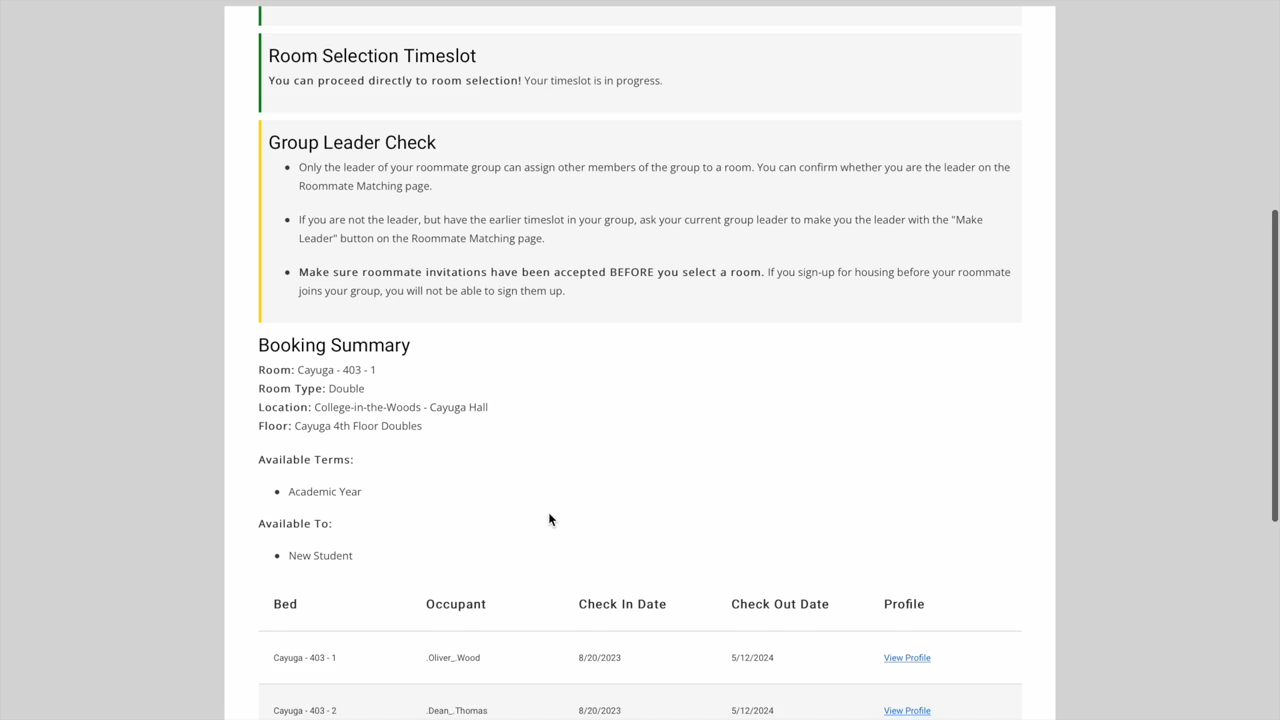 Room Selection Timeslot
You can proceed directly to room selection! Your timeslot is in progress.
Group Leader Check
• Only the leader of your roommate group can assign other members of the group to a room. You can confirm whether you are the leader on the
Roommate Matching page.
• If you are not the leader, but have the earlier timeslot in your group, ask your current group leader to make you the leader with the "Make
Leader" button on the Roommate Matching page.
• Make sure roommate invitations have been accepted BEFORE you select a room. If you sign-up for housing before your roommate
joins your group, you will not be able to sign them up.
Booking Summary
Room: Cayuga - 403 - 1
Room Type: Double
Location: College-in-the-Woods - Cayuga Hall
Floor: Cayuga 4th Floor Doubles
Available Terms:
• Academic Year
Available To:
• New Student
Bed Occupant Check In Date Check Out Date Profile
Cayuga - 403 - 1 .Oliver_.Wood 8/20/2023 5/12/2024 View Profile
Cayuga - 403 - 2 .Dean_.Thomas 8/20/2023 5/12/2024 View Profile